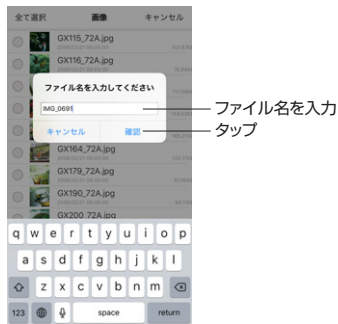 全て選択 画像 キャンセル
GX115_72A.jpg
GX116_72A.jpg
ファイル名を入力してください
IMG_0691
ファイル名を入力
キャンセル 確認
タップ
GX164_72A.jpg
GX179_72A.jpg
GX190_72A.jpg
GX200_72A.jpg
q w e r t y u i o p
a s d f g h j k l
z x c v b n m
123 space return